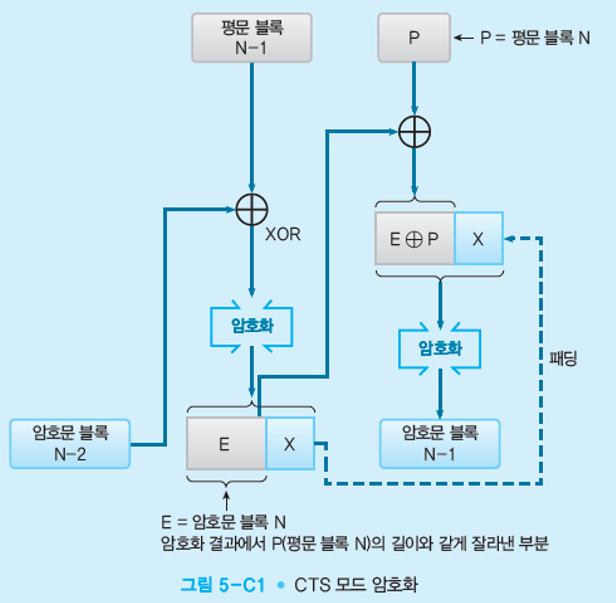 평문 블록
N-1
P
P = 평문 블록 N
XOR
E⊕P
X
암호화
암호화
패딩
암호문 블록
N-2
E
X
암호문 블록
N-1
E = 암호문 블록 N
암호화 결과에서 P(평문 블록 N)의 길이와 같게 잘라낸 부분
그림 5-C1 • CTS 모드 암호화